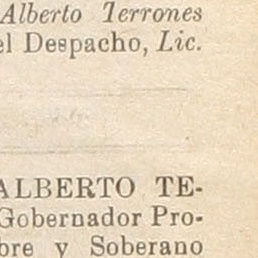 Alberto Terrones
el Despacho, Lic.
ALBERTO TE-
Gobernador Pro-
bre y Soberano